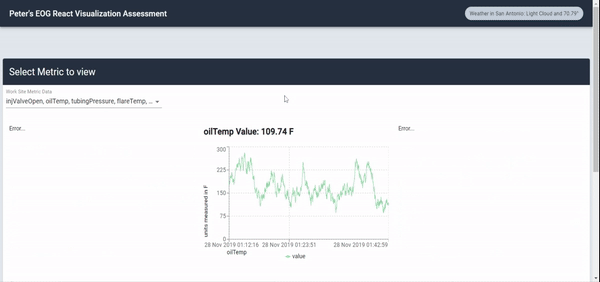 Peter's EOG React Visualization Assessment
Weather in San Antonio: Light Cloud and 70.79°
Select Metric to view
Work Site Metric Data
injValveOpen, oilTemp, tubingPressure, flareTemp, ...
Error...
oilTemp Value: 109.74 F
Error...
300
225
150
75
0
units measured in F
28 Nov 2019 01:12:16 28 Nov 2019 01:23:51 28 Nov 2019 01:42:59
oilTemp
value